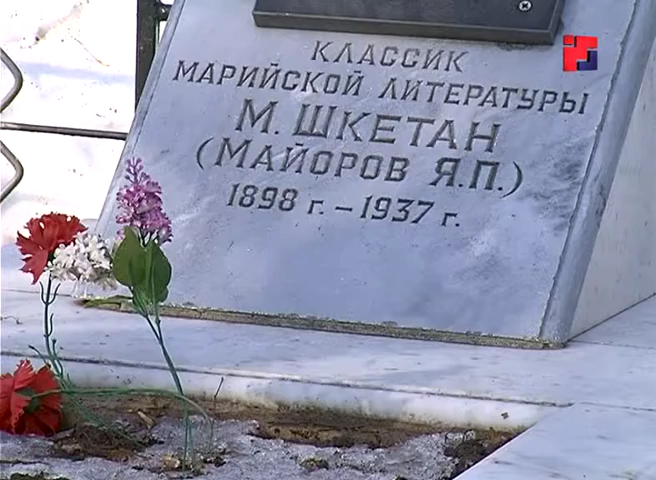 КЛАССИК
МАРИЙСКОЙ ЛИТЕРАТУРЫ
М. ШКЕТАН
(МАЙОРОВ Я.П.)
1898 г. – 1937 г.